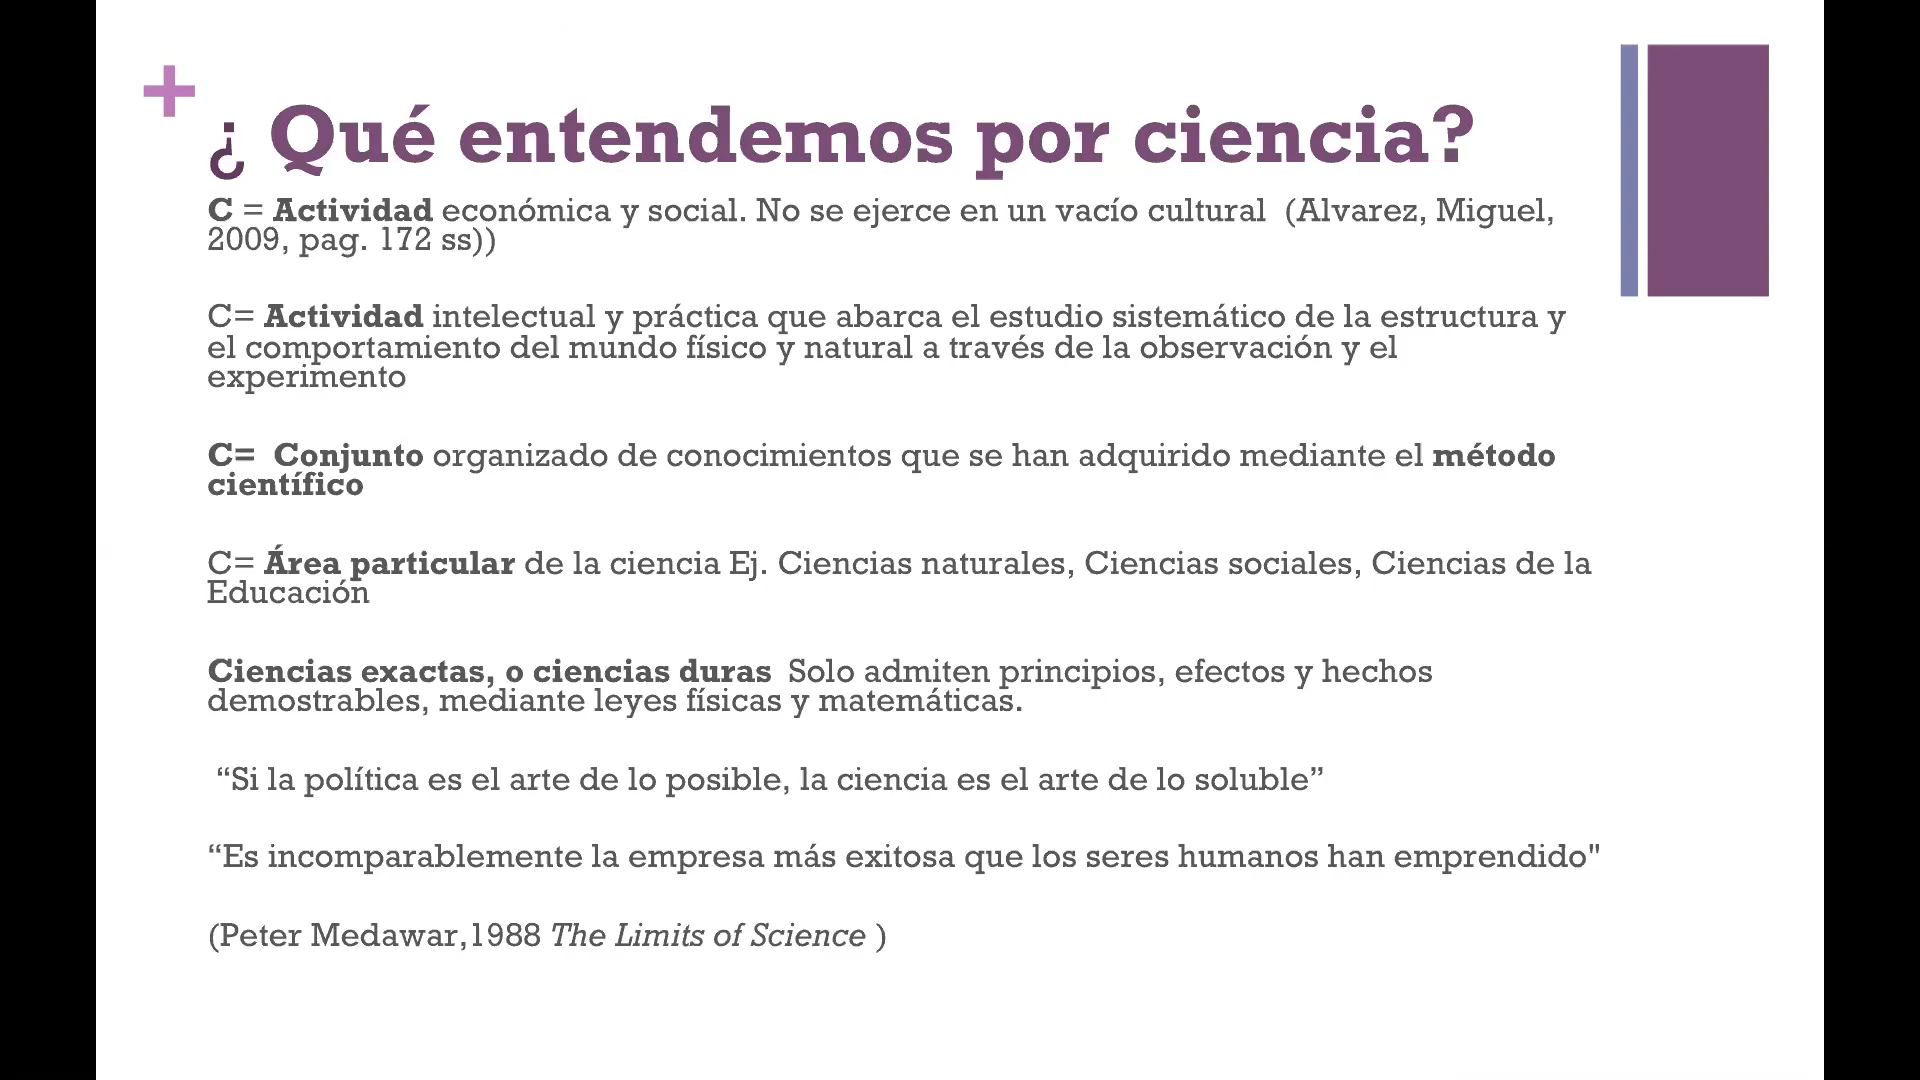 ¿ Qué entendemos por ciencia?
C = Actividad económica y social. No se ejerce en un vacío cultural  (Alvarez, Miguel,
2009, pag. 172 ss))
C= Actividad intelectual y práctica que abarca el estudio sistemático de la estructura y
el comportamiento del mundo físico y natural a través de la observación y el
experimento
C=  Conjunto organizado de conocimientos que se han adquirido mediante el método
científico
C= Área particular de la ciencia Ej. Ciencias naturales, Ciencias sociales, Ciencias de la
Educación
Ciencias exactas, o ciencias duras  Solo admiten principios, efectos y hechos
demostrables, mediante leyes físicas y matemáticas.
“Si la política es el arte de lo posible, la ciencia es el arte de lo soluble”
“Es incomparablemente la empresa más exitosa que los seres humanos han emprendido"
(Peter Medawar,1988 The Limits of Science )